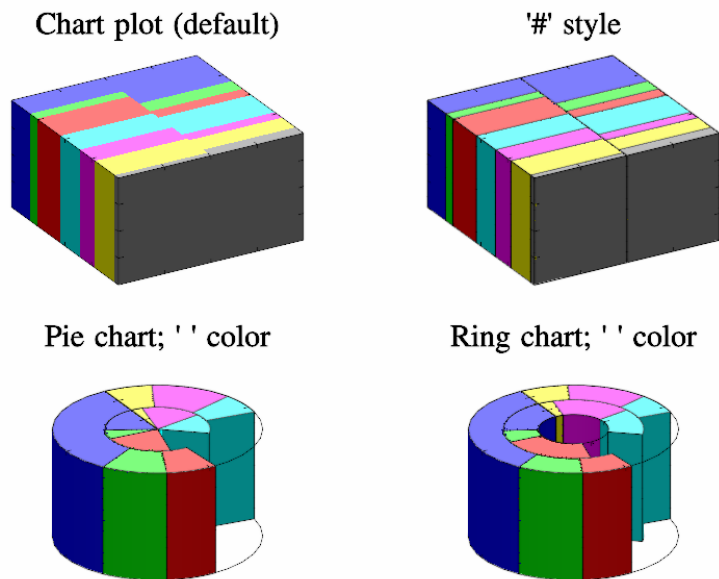 Chart plot (default)
'#' style
Pie chart; ' ' color
Ring chart; ' ' color